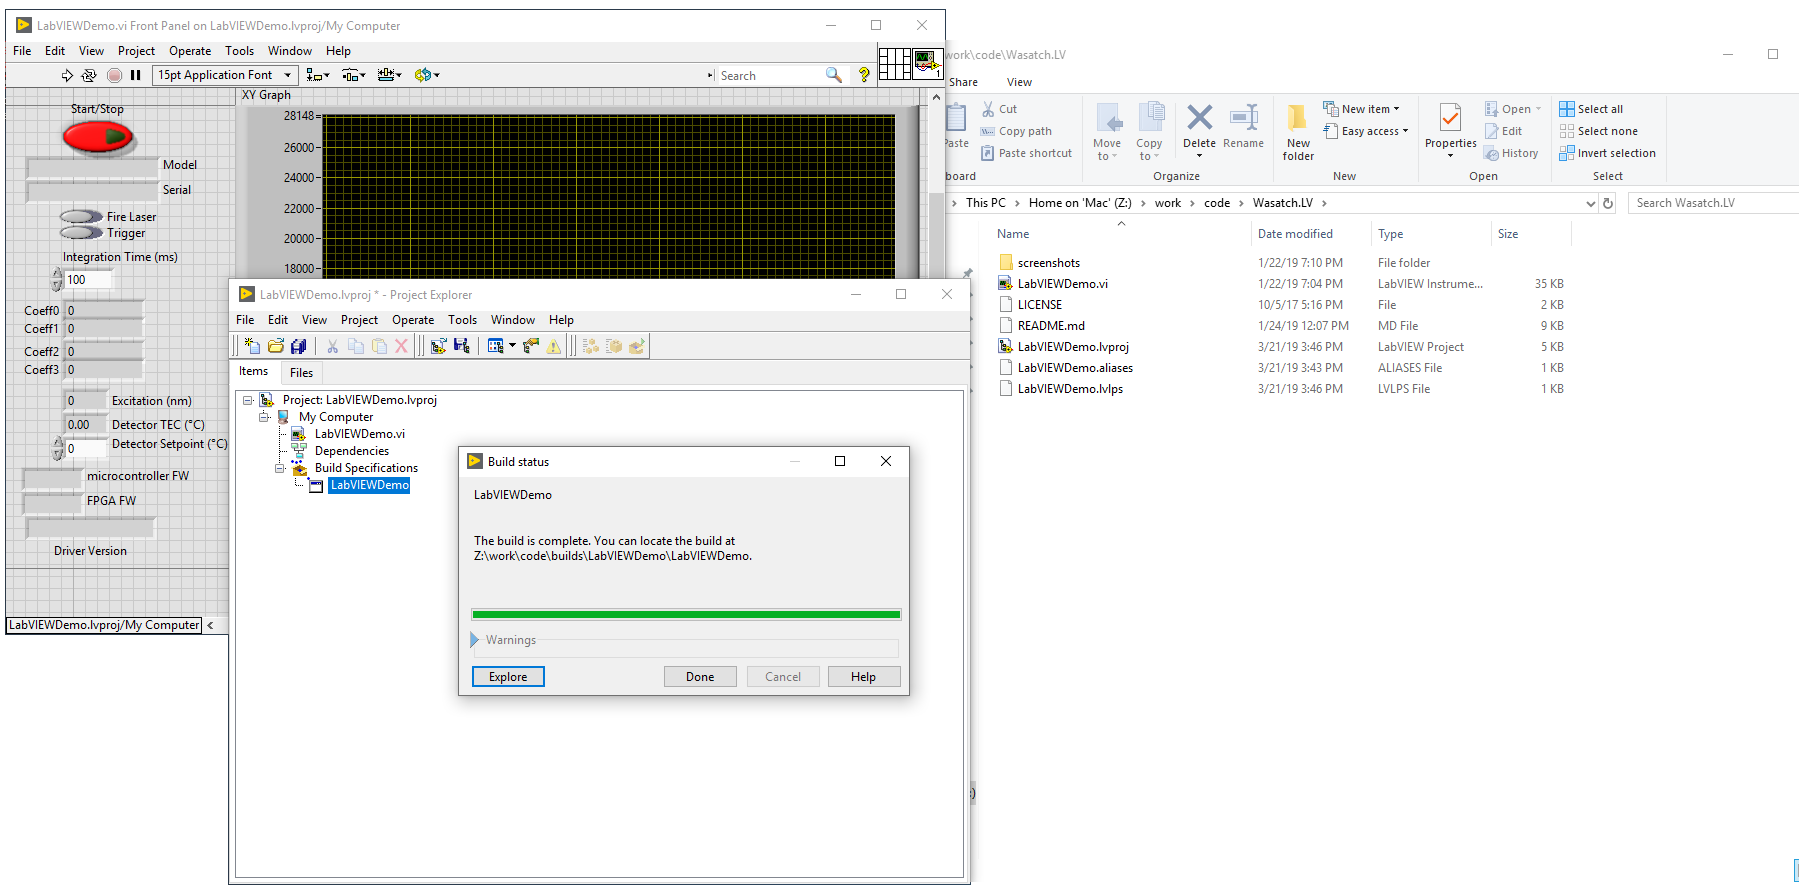 LabVIEWDemo.vi Front Panel on LabVIEWDemo.lvproj/My Computer
File Edit View Project Operate Tools Window Help
15pt Application Font
Search
1
XY Graph
Start/Stop
Model
Serial
Fire Laser
Trigger
Integration Time (ms)
100
Coeff0 0
Coeff1 0
Coeff2 0
Coeff3 0
0 Excitation (nm)
0.00 Detector TEC (°C)
0 Detector Setpoint (°C)
microcontroller FW
FPGA FW
Driver Version
LabVIEWDemo.lvproj/My Computer
28148
26000
24000
22000
20000
18000
LabVIEWDemo.lvproj * - Project Explorer
File Edit View Project Operate Tools Window Help
Items Files
Project: LabVIEWDemo.lvproj
My Computer
LabVIEWDemo.vi
Dependencies
Build Specifications
LabVIEWDemo
Build status
LabVIEWDemo
The build is complete. You can locate the build at
Z:\work\code\builds\LabVIEWDemo\LabVIEWDemo.
Warnings
Explore Done Cancel Help
work\code\Wasatch.LV
Share View
Paste
Cut
Copy path
Paste shortcut
board
Move to
Copy to
Delete
Rename
Organize
New folder
New item
Easy access
New
Properties
Open
Edit
History
Open
Select all
Select none
Invert selection
Select
This PC > Home on 'Mac' (Z:) > work > code > Wasatch.LV >
Search Wasatch.LV
Name Date modified Type Size
screenshots 1/22/19 7:10 PM File folder
LabVIEWDemo.vi 1/22/19 7:04 PM LabVIEW Instrume... 35 KB
LICENSE 10/5/17 5:16 PM File 2 KB
README.md 1/24/19 12:07 PM MD File 9 KB
LabVIEWDemo.lvproj 3/21/19 3:46 PM LabVIEW Project 5 KB
LabVIEWDemo.aliases 3/21/19 3:43 PM ALIASES File 1 KB
LabVIEWDemo.lvlps 3/21/19 3:46 PM LVLPS File 1 KB